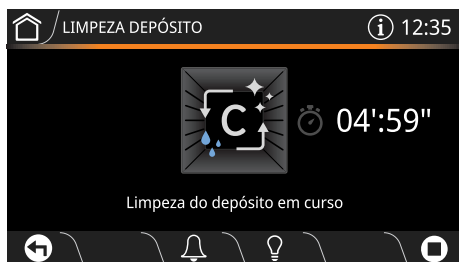 LIMPEZA DEPÓSITO
i 12:35
C
04':59"
Limpeza do depósito em curso